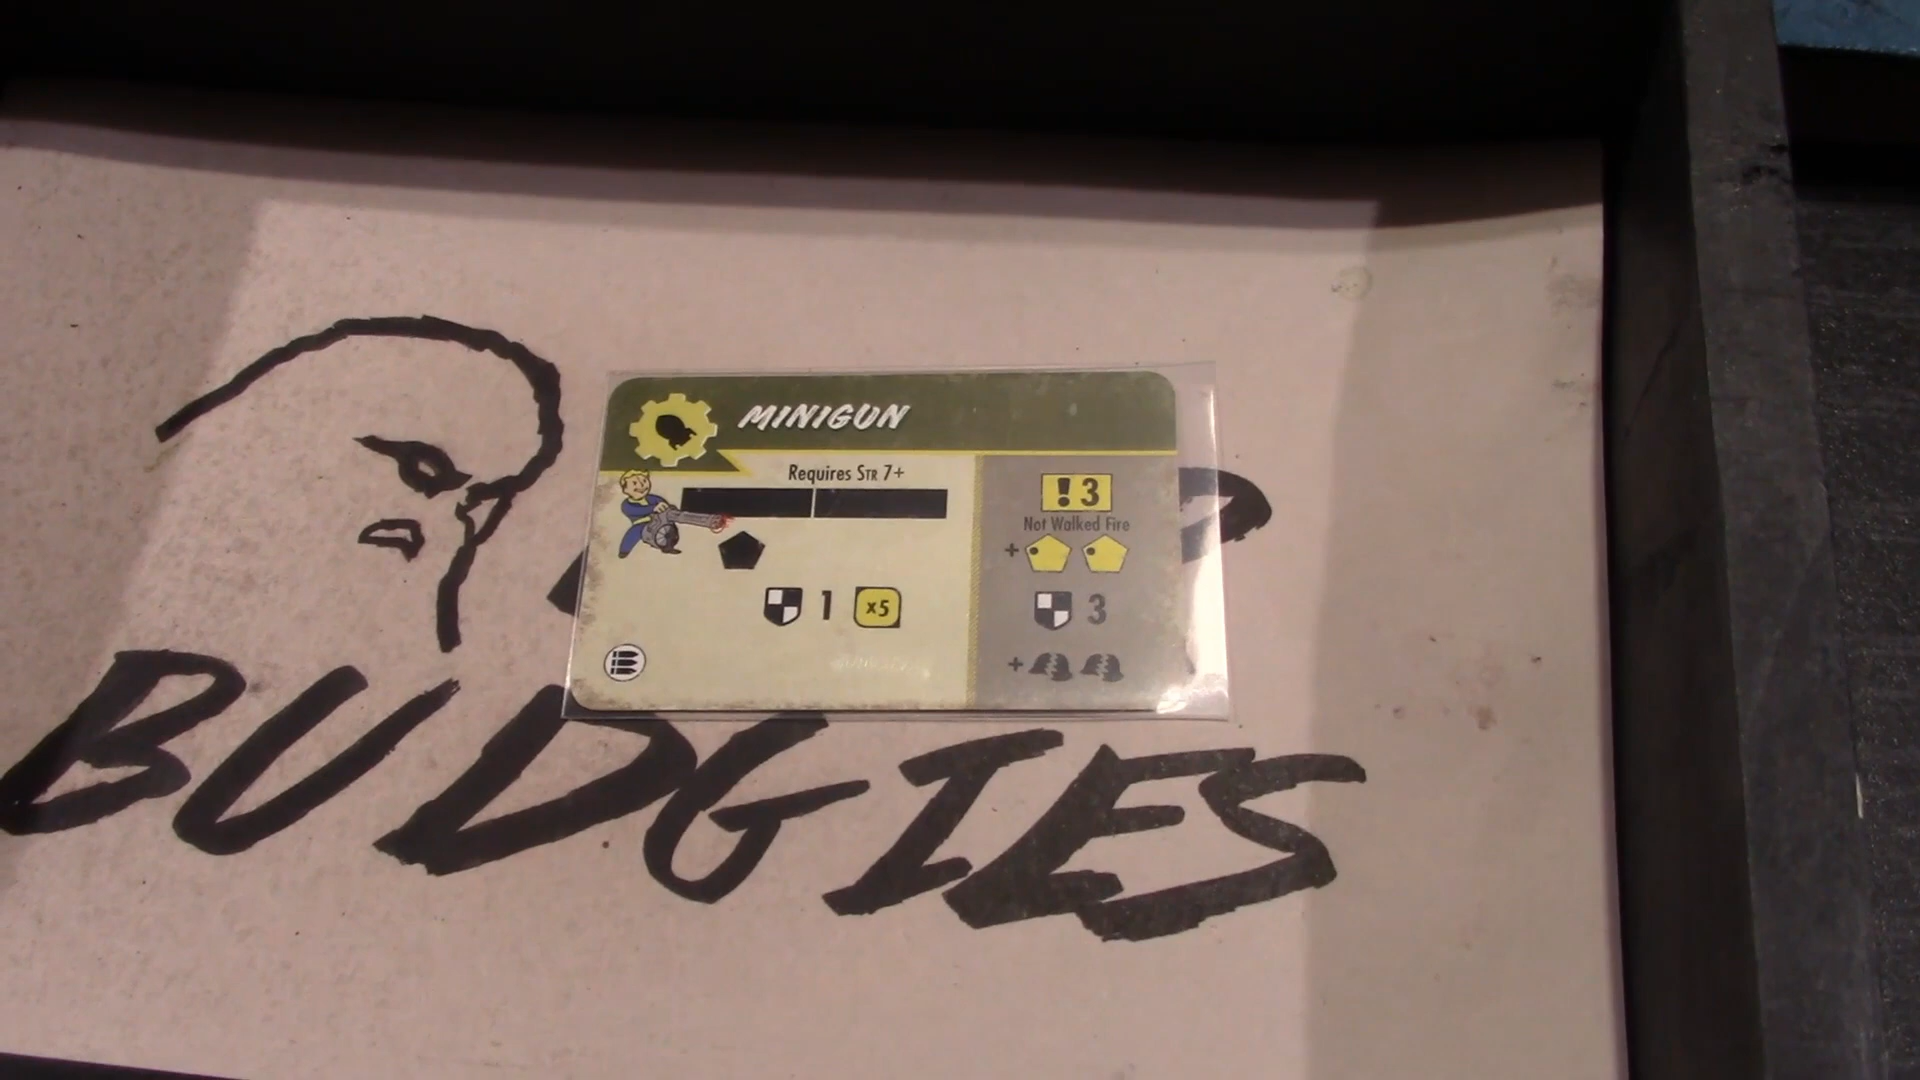 MINIGUN
Requires STR 7+
! 3
Not Walked Fire
+
1 x5
3
+
BUDGIES